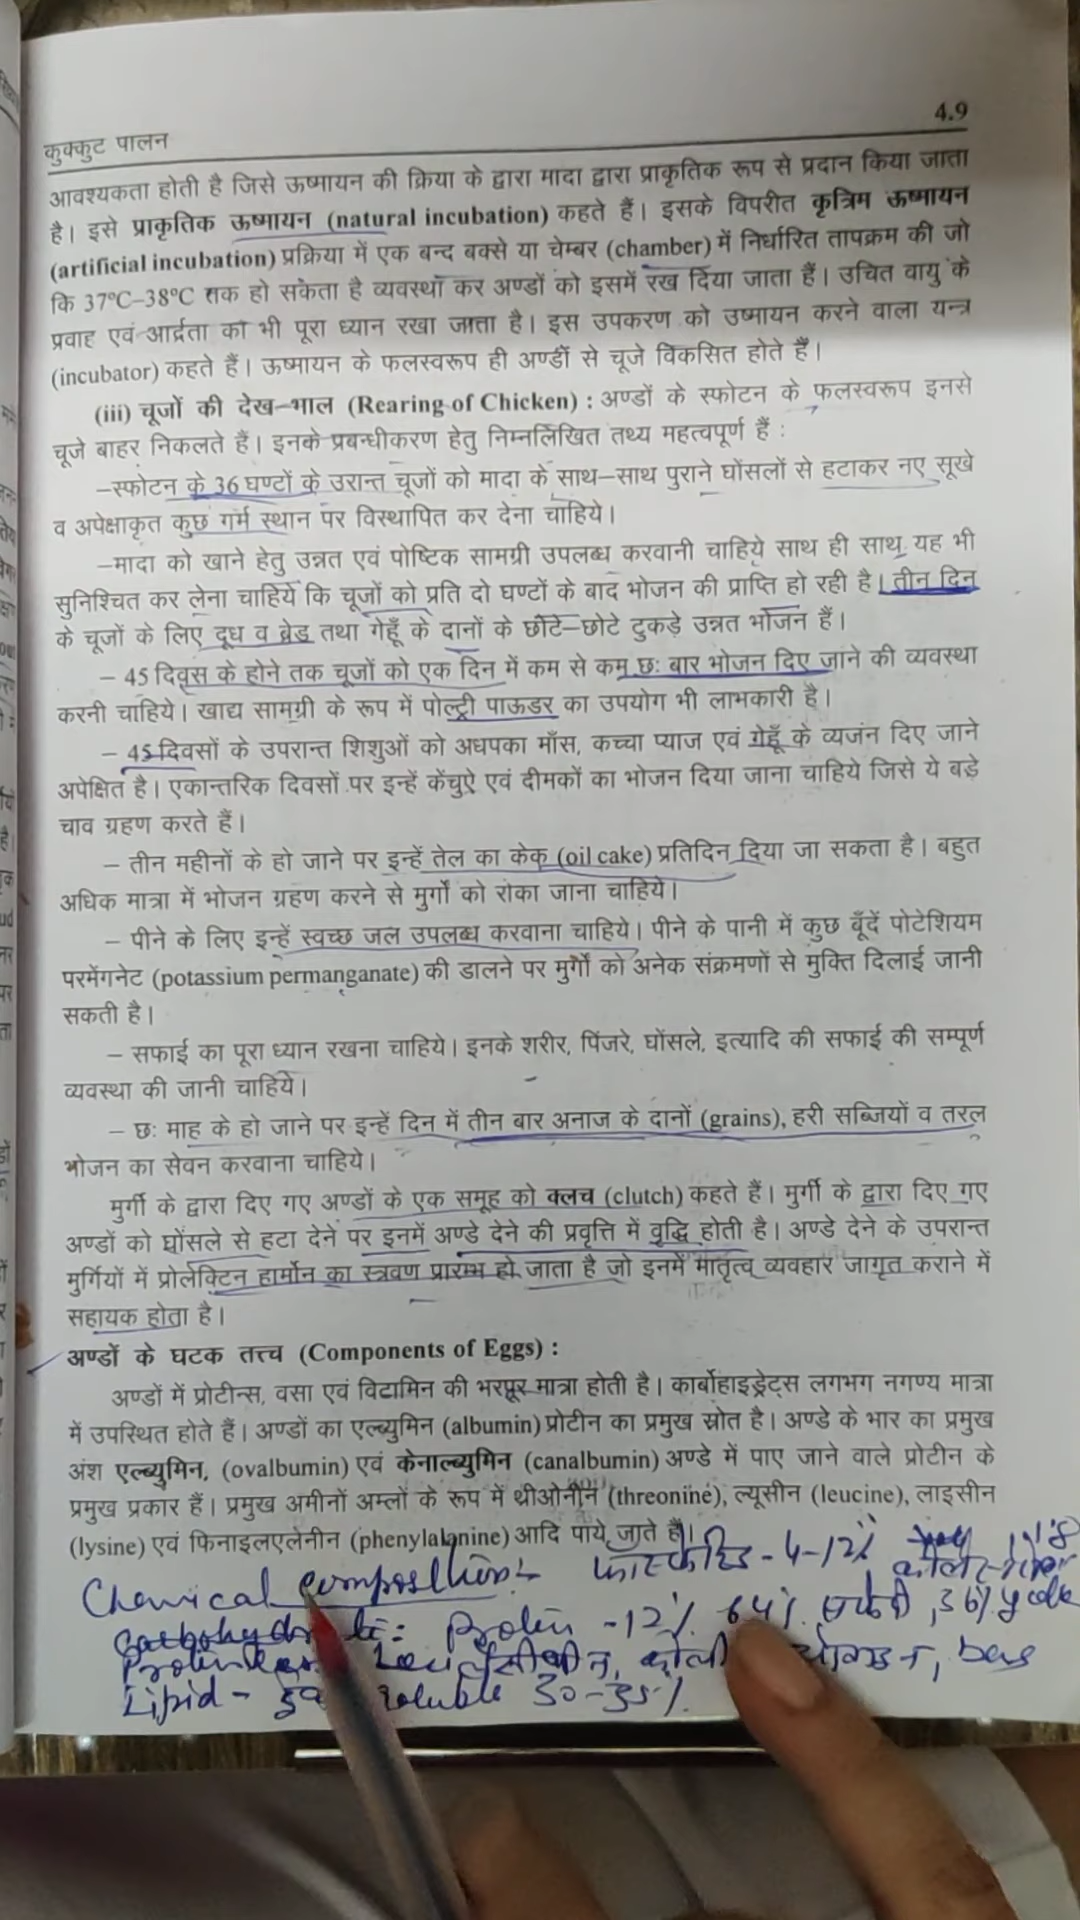 4.9
कुक्कुट पालन
आवश्यकता होती है जिसे ऊष्मायन की क्रिया के द्वारा मादा द्वारा प्राकृतिक रूप से प्रदान किया जाता
है। इसे प्राकृतिक ऊष्मायन (natural incubation) कहते हैं। इसके विपरीत कृत्रिम ऊष्मायन
(artificial incubation) प्रक्रिया में एक बन्द बक्से या चेम्बर (chamber) में निर्धारित तापक्रम की जो
कि 37°C–38°C तक हो सकता है व्यवस्था कर अण्डों को इसमें रख दिया जाता हैं। उचित वायु के
प्रवाह एवं आर्द्रता का भी पूरा ध्यान रखा जाता है। इस उपकरण को उष्मायन करने वाला यन्त्र
(incubator) कहते हैं। ऊष्मायन के फलस्वरूप ही अण्डों से चूजे विकसित होते हैं।
(iii) चूजों की देख–भाल (Rearing of Chicken) : अण्डों के स्फोटन के फलस्वरूप इनसे
चूजे बाहर निकलते हैं। इनके प्रबन्धीकरण हेतु निम्नलिखित तथ्य महत्वपूर्ण हैं :
–स्फोटन के 36 घण्टों के उरान्त चूजों को मादा के साथ–साथ पुराने घोंसलों से हटाकर नए सूखे
व अपेक्षाकृत कुछ गर्म स्थान पर विस्थापित कर देना चाहिये।
–मादा को खाने हेतु उन्नत एवं पोष्टिक सामग्री उपलब्ध करवानी चाहिये साथ ही साथ यह भी
सुनिश्चित कर लेना चाहिये कि चूजों को प्रति दो घण्टों के बाद भोजन की प्राप्ति हो रही है। तीन दिन
के चूजों के लिए दूध व ब्रेड तथा गेहूँ के दानों के छोटे–छोटे टुकड़े उन्नत भोजन हैं।
– 45 दिवस के होने तक चूजों को एक दिन में कम से कम छः बार भोजन दिए जाने की व्यवस्था
करनी चाहिये। खाद्य सामग्री के रूप में पोल्ट्री पाऊडर का उपयोग भी लाभकारी है।
– 45 दिवसों के उपरान्त शिशुओं को अधपका माँस, कच्चा प्याज एवं गेहूँ के व्यजंन दिए जाने
अपेक्षित है। एकान्तरिक दिवसों पर इन्हें केंचुऐ एवं दीमकों का भोजन दिया जाना चाहिये जिसे ये बड़े
चाव ग्रहण करते हैं।
– तीन महीनों के हो जाने पर इन्हें तेल का केक (oil cake) प्रतिदिन दिया जा सकता है। बहुत
अधिक मात्रा में भोजन ग्रहण करने से मुर्गों को रोका जाना चाहिये।
– पीने के लिए इन्हें स्वच्छ जल उपलब्ध करवाना चाहिये। पीने के पानी में कुछ बूँदें पोटेशियम
परमेंगनेट (potassium permanganate) की डालने पर मुर्गों को अनेक संक्रमणों से मुक्ति दिलाई जानी
सकती है।
– सफाई का पूरा ध्यान रखना चाहिये। इनके शरीर, पिंजरे, घोंसले, इत्यादि की सफाई की सम्पूर्ण
व्यवस्था की जानी चाहिये।
– छः माह के हो जाने पर इन्हें दिन में तीन बार अनाज के दानों (grains), हरी सब्जियों व तरल
भोजन का सेवन करवाना चाहिये।
मुर्गी के द्वारा दिए गए अण्डों के एक समूह को क्लच (clutch) कहते हैं। मुर्गी के द्वारा दिए गए
अण्डों को घोंसले से हटा देने पर इनमें अण्डे देने की प्रवृत्ति में वृद्धि होती है। अण्डे देने के उपरान्त
मुर्गियों में प्रोलेक्टिन हार्मोन का स्त्रवण प्रारम्भ हो जाता है जो इनमें मातृत्व व्यवहार जागृत कराने में
सहायक होता है।
अण्डों के घटक तत्त्व (Components of Eggs) :
अण्डों में प्रोटीन्स, वसा एवं विटामिन की भरपूर मात्रा होती है। कार्बोहाइड्रेट्स लगभग नगण्य मात्रा
में उपस्थित होते हैं। अण्डों का एल्ब्युमिन (albumin) प्रोटीन का प्रमुख स्रोत है। अण्डे के भार का प्रमुख
अंश एल्ब्युमिन, (ovalbumin) एवं केनाल्ब्युमिन (canalbumin) अण्डे में पाए जाने वाले प्रोटीन के
प्रमुख प्रकार हैं। प्रमुख अमीनों अम्लों के रूप में थीओनीन (threonine), ल्यूसीन (leucine), लाइसीन
(lysine) एवं फिनाइलएलेनीन (phenylalanine) आदि पाये जाते हैं।
Chemical 4-12%
Protein -12% 64% सफेदी, 36% yolk
Lipid - soluble 30-35%.